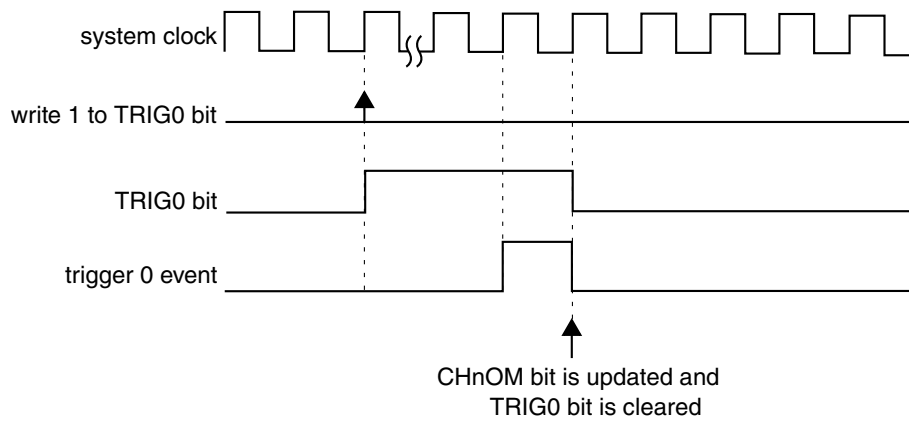 system clock
write 1 to TRIG0 bit
TRIG0 bit
trigger 0 event
CHnOM bit is updated and
TRIG0 bit is cleared